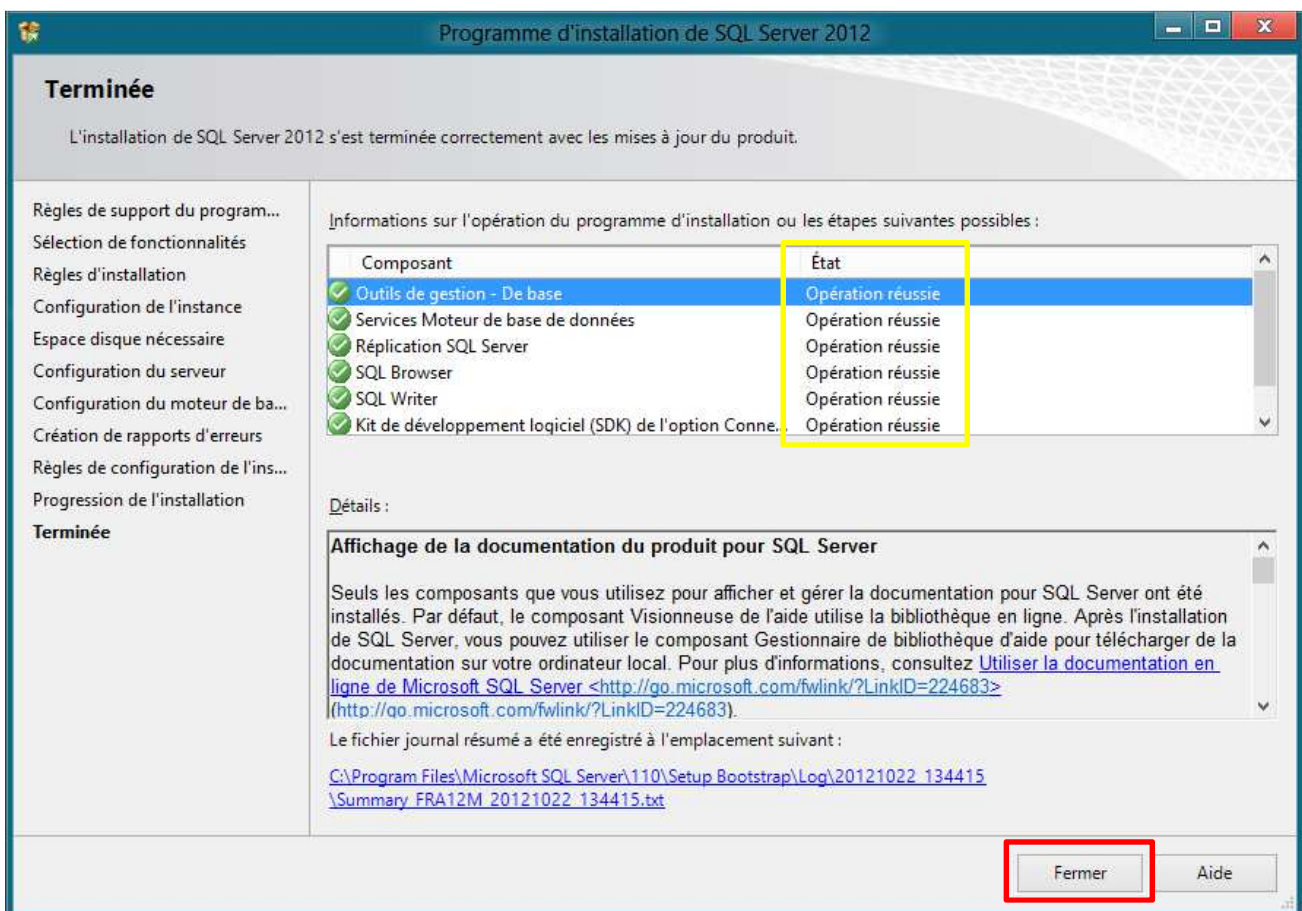 Programme d'installation de SQL Server 2012
Terminée
L'installation de SQL Server 2012 s'est terminée correctement avec les mises à jour du produit.
Règles de support du program...
Sélection de fonctionnalités
Règles d'installation
Configuration de l'instance
Espace disque nécessaire
Configuration du serveur
Configuration du moteur de ba...
Création de rapports d'erreurs
Règles de configuration de l'ins...
Progression de l'installation
Terminée
Informations sur l'opération du programme d'installation ou les étapes suivantes possibles :
Composant État
Outils de gestion - De base Opération réussie
Services Moteur de base de données Opération réussie
Réplication SQL Server Opération réussie
SQL Browser Opération réussie
SQL Writer Opération réussie
Kit de développement logiciel (SDK) de l'option Conne... Opération réussie
Détails :
Affichage de la documentation du produit pour SQL Server
Seuls les composants que vous utilisez pour afficher et gérer la documentation pour SQL Server ont été
installés. Par défaut, le composant Visionneuse de l'aide utilise la bibliothèque en ligne. Après l'installation
de SQL Server, vous pouvez utiliser le composant Gestionnaire de bibliothèque d'aide pour télécharger de la
documentation sur votre ordinateur local. Pour plus d'informations, consultez Utiliser la documentation en
ligne de Microsoft SQL Server <http://go.microsoft.com/fwlink/?LinkID=224683>
(http://go.microsoft.com/fwlink/?LinkID=224683).
Le fichier journal résumé a été enregistré à l'emplacement suivant :
C:\Program Files\Microsoft SQL Server\110\Setup Bootstrap\Log\20121022_134415
\Summary_FRA12M_20121022_134415.txt
Fermer
Aide